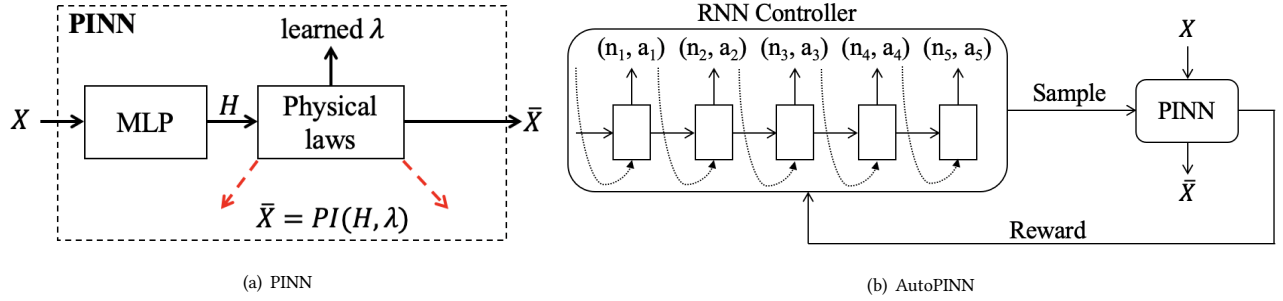 PINN
learned λ
X
MLP
H
Physical
laws
X̄
X̄ = PI(H, λ)
(a) PINN
RNN Controller
(n₁, a₁) (n₂, a₂) (n₃, a₃) (n₄, a₄) (n₅, a₅)
Sample
X
PINN
X̄
Reward
(b) AutoPINN